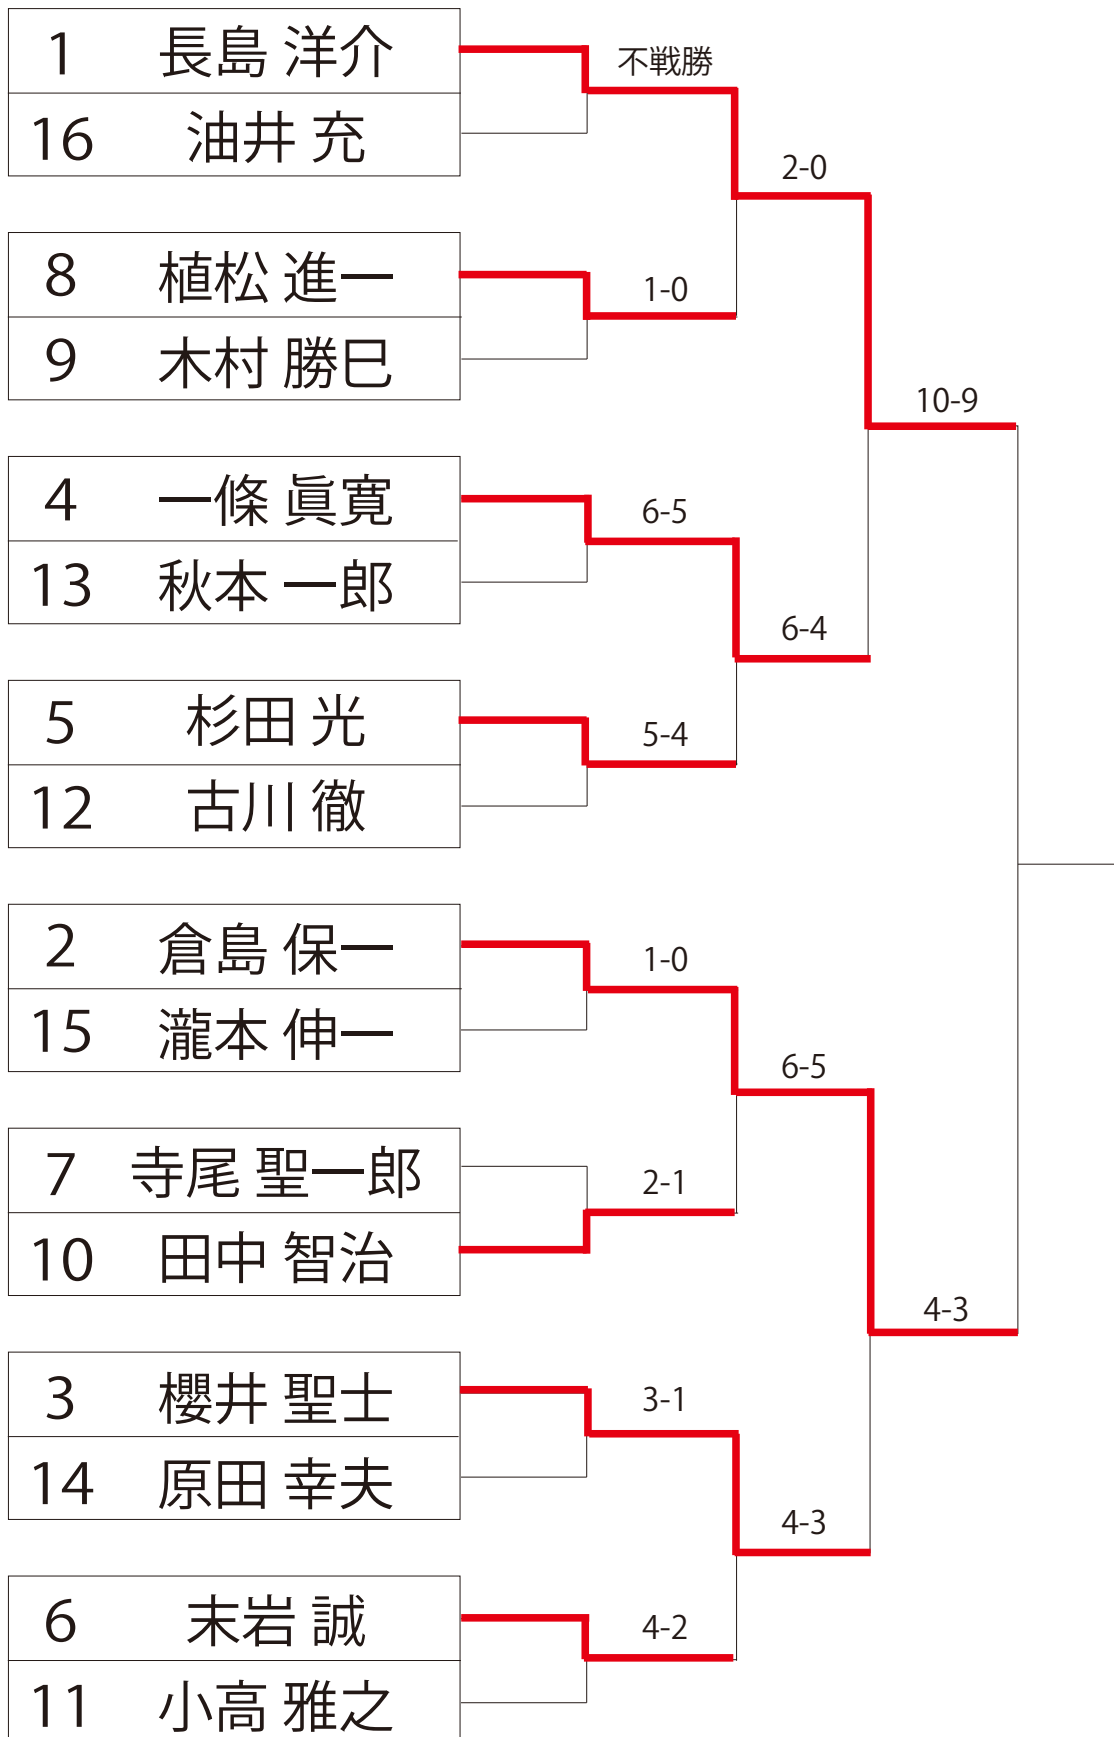 1 長島 洋介
不戦勝
16 油井 充
2-0
8 植松 進一
1-0
9 木村 勝巳
10-9
4 一條 眞寛
6-5
13 秋本 一郎
6-4
5 杉田 光
5-4
12 古川 徹
2 倉島 保一
1-0
15 瀧本 伸一
6-5
7 寺尾 聖一郎
2-1
10 田中 智治
4-3
3 櫻井 聖士
3-1
14 原田 幸夫
4-3
6 末岩 誠
4-2
11 小高 雅之